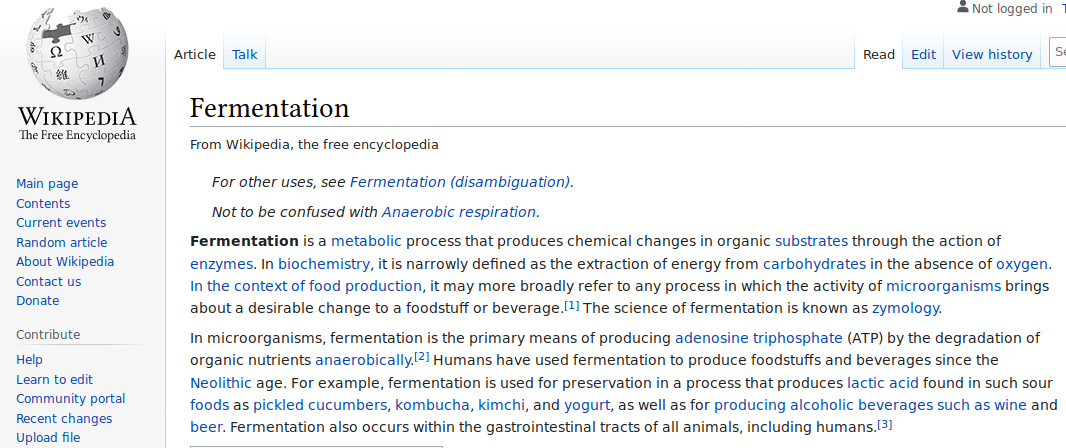 Not logged in
Article
Talk
Read
Edit
View history
WIKIPEDIA
The Free Encyclopedia
Main page
Contents
Current events
Random article
About Wikipedia
Contact us
Donate
Contribute
Help
Learn to edit
Community portal
Recent changes
Upload file
Fermentation
From Wikipedia, the free encyclopedia
For other uses, see Fermentation (disambiguation).
Not to be confused with Anaerobic respiration.
Fermentation is a metabolic process that produces chemical changes in organic substrates through the action of
enzymes. In biochemistry, it is narrowly defined as the extraction of energy from carbohydrates in the absence of oxygen.
In the context of food production, it may more broadly refer to any process in which the activity of microorganisms brings
about a desirable change to a foodstuff or beverage.[1] The science of fermentation is known as zymology.
In microorganisms, fermentation is the primary means of producing adenosine triphosphate (ATP) by the degradation of
organic nutrients anaerobically.[2] Humans have used fermentation to produce foodstuffs and beverages since the
Neolithic age. For example, fermentation is used for preservation in a process that produces lactic acid found in such sour
foods as pickled cucumbers, kombucha, kimchi, and yogurt, as well as for producing alcoholic beverages such as wine and
beer. Fermentation also occurs within the gastrointestinal tracts of all animals, including humans.[3]